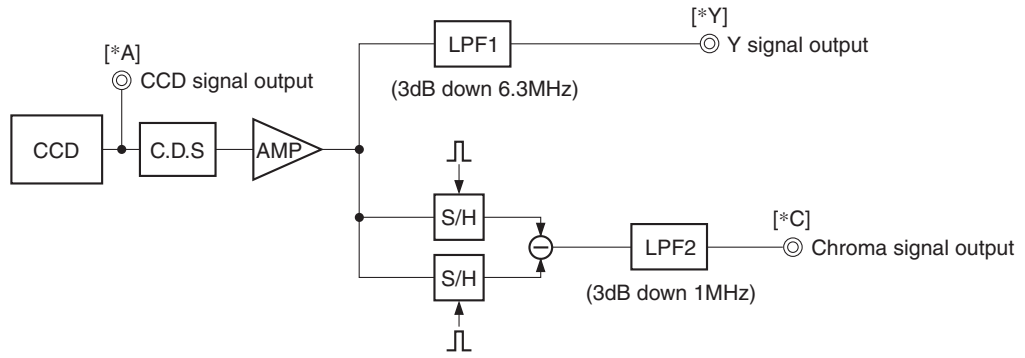 [*A]
CCD signal output
CCD
C.D.S
AMP
LPF1
(3dB down 6.3MHz)
[*Y]
Y signal output
S/H
S/H
LPF2
(3dB down 1MHz)
[*C]
Chroma signal output